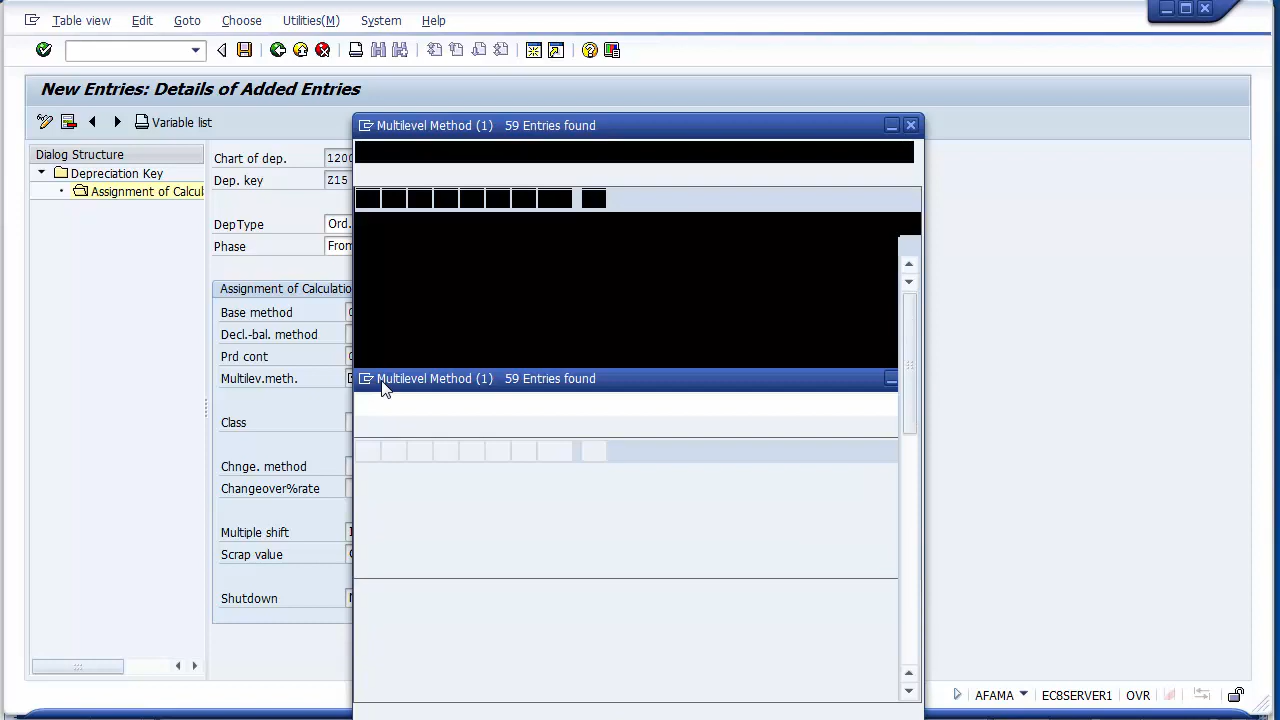 Table view Edit Goto Choose Utilities(M) System Help
New Entries: Details of Added Entries
Variable list
Multilevel Method (1) 59 Entries found
Dialog Structure
Depreciation Key
Assignment of Calcul
Chart of dep. 1200
Dep. key Z15
DepType Ord.
Phase From
Assignment of Calculatio
Base method
Decl.-bal. method
Prd cont
Multilev.meth.
Multilevel Method (1) 59 Entries found
Class
Chnge. method
Changeover%rate
Multiple shift
Scrap value
Shutdown
AFAMA EC8SERVER1 OVR